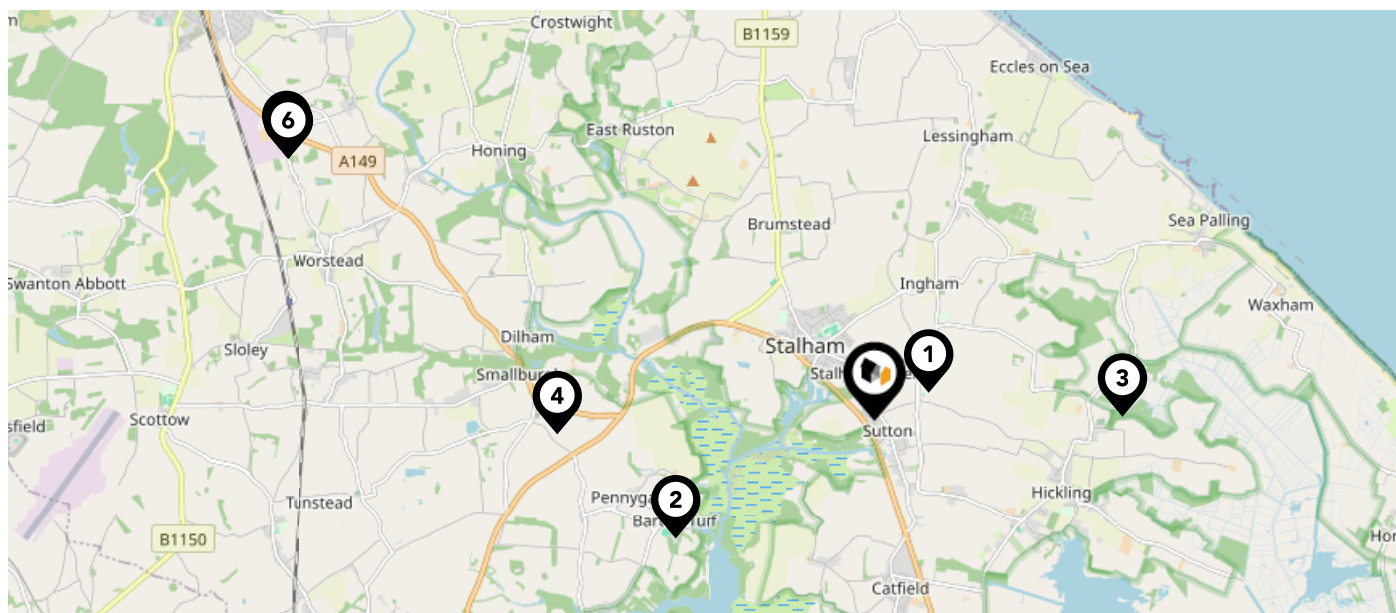 Crostwight
B1159
Eccles on Sea
6
East Ruston
Lessingham
A149
Honing
Sea Palling
Brumstead
Worstead
Swanton Abbott
Ingham
Waxham
Dilham
Stalham
Sloley
1
3
4
Scottow
Sutton
Hickling
2
Tunstead
B1150
Catfield